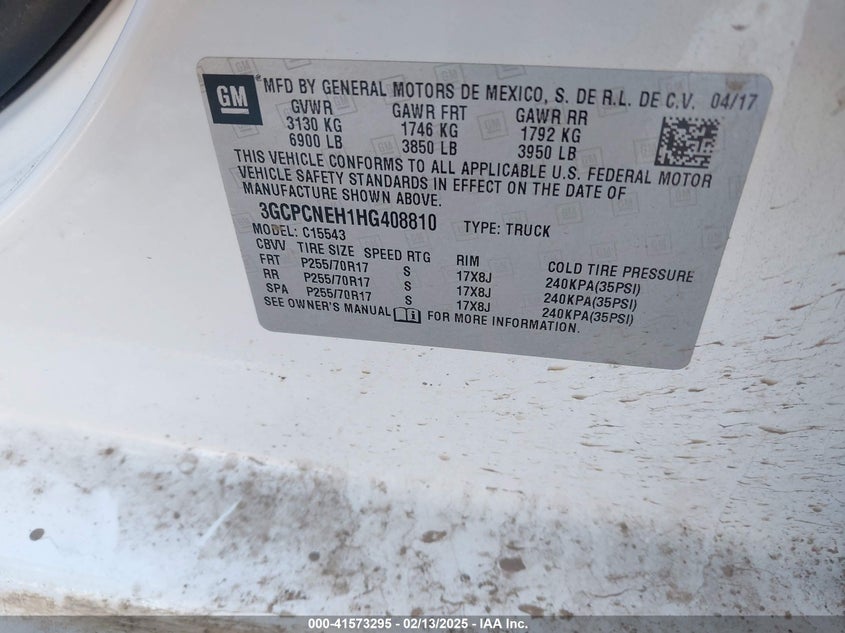 GM® MFD BY GENERAL MOTORS DE MEXICO, S. DE R.L. DE C.V. 04/17
GVWR GAWR FRT GAWR RR
3130 KG 1746 KG 1792 KG
6900 LB 3850 LB 3950 LB
THIS VEHICLE CONFORMS TO ALL APPLICABLE U.S. FEDERAL MOTOR
VEHICLE SAFETY STANDARDS IN EFFECT ON THE DATE OF
MANUFACTURE SHOWN ABOVE.
3GCPCNEH1HG408810 TYPE: TRUCK
MODEL: C15543
CBVV TIRE SIZE SPEED RTG RIM COLD TIRE PRESSURE
FRT P255/70R17 S 17X8J 240KPA(35PSI)
RR P255/70R17 S 17X8J 240KPA(35PSI)
SPA P255/70R17 S 17X8J 240KPA(35PSI)
SEE OWNER'S MANUAL FOR MORE INFORMATION.
000-41573295 - 02/13/2025 - IAA Inc.